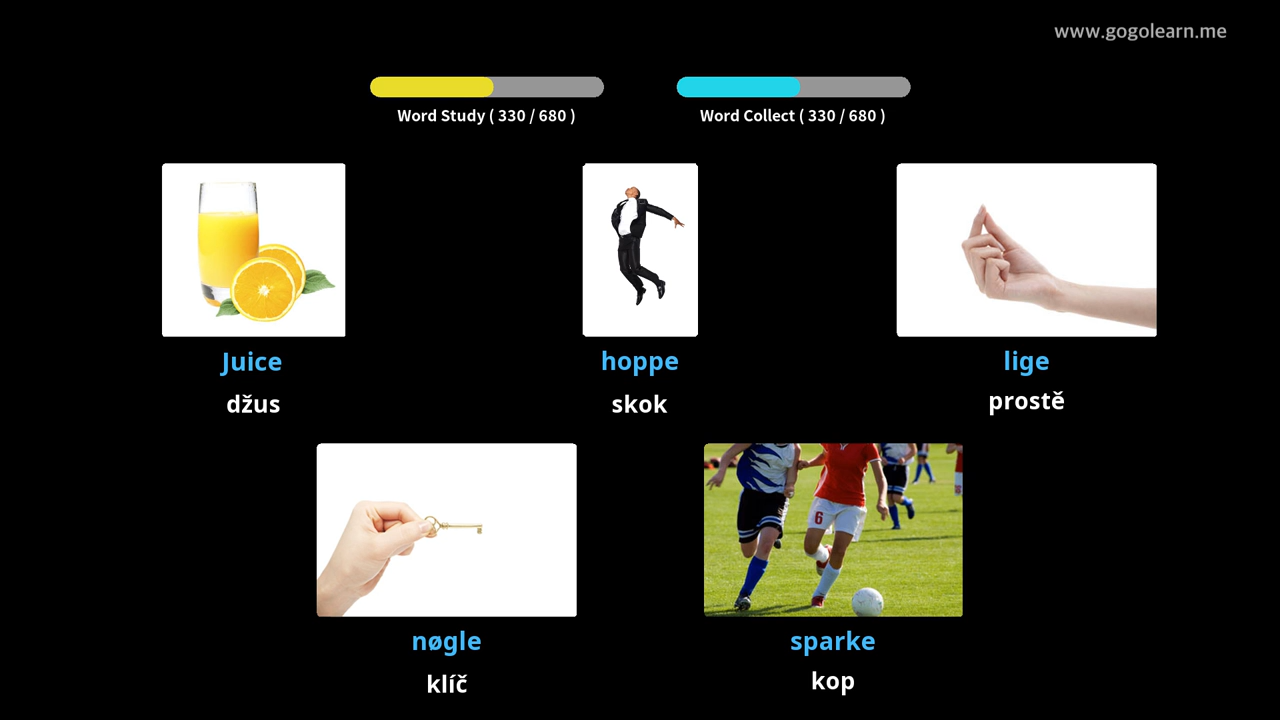 www.gogolearn.me
Word Study ( 330 / 680 )
Word Collect ( 330 / 680 )
Juice
džus
hoppe
skok
lige
prostě
6
nøgle
klíč
sparke
kop